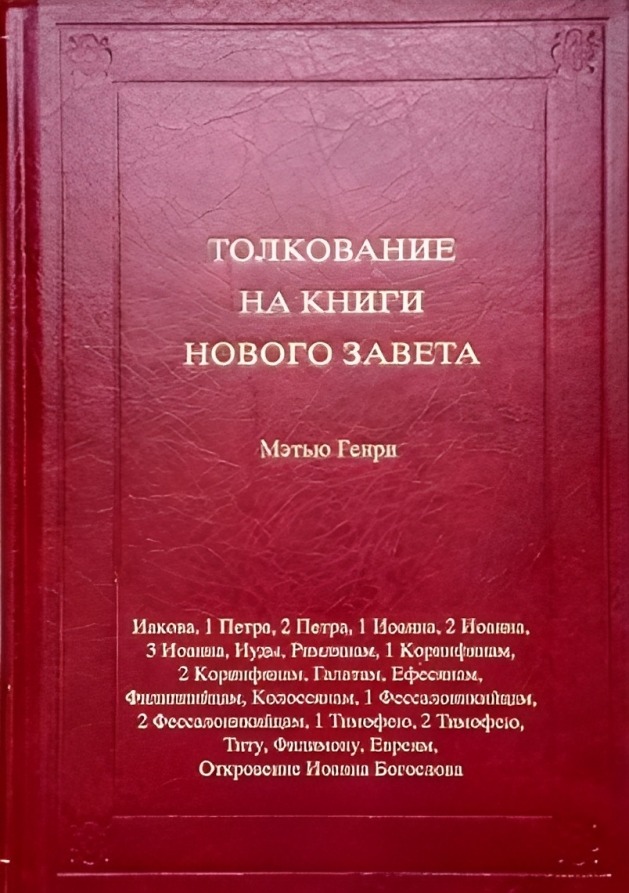 ТОЛКОВАНИЕ
НА КНИГИ
НОВОГО ЗАВЕТА
Мэтью Генри
Иакова, 1 Петра, 2 Петра, 1 Иоанна, 2 Иоанна,
3 Иоанна, Иуды, Римлянам, 1 Коринфянам,
2 Коринфянам, Галатам, Ефесянам,
Филиппийцам, Колоссянам, 1 Фессалоникийцам,
2 Фессалоникийцам, 1 Тимофею, 2 Тимофею,
Титу, Филимону, Евреям,
Откровение Иоанна Богослова